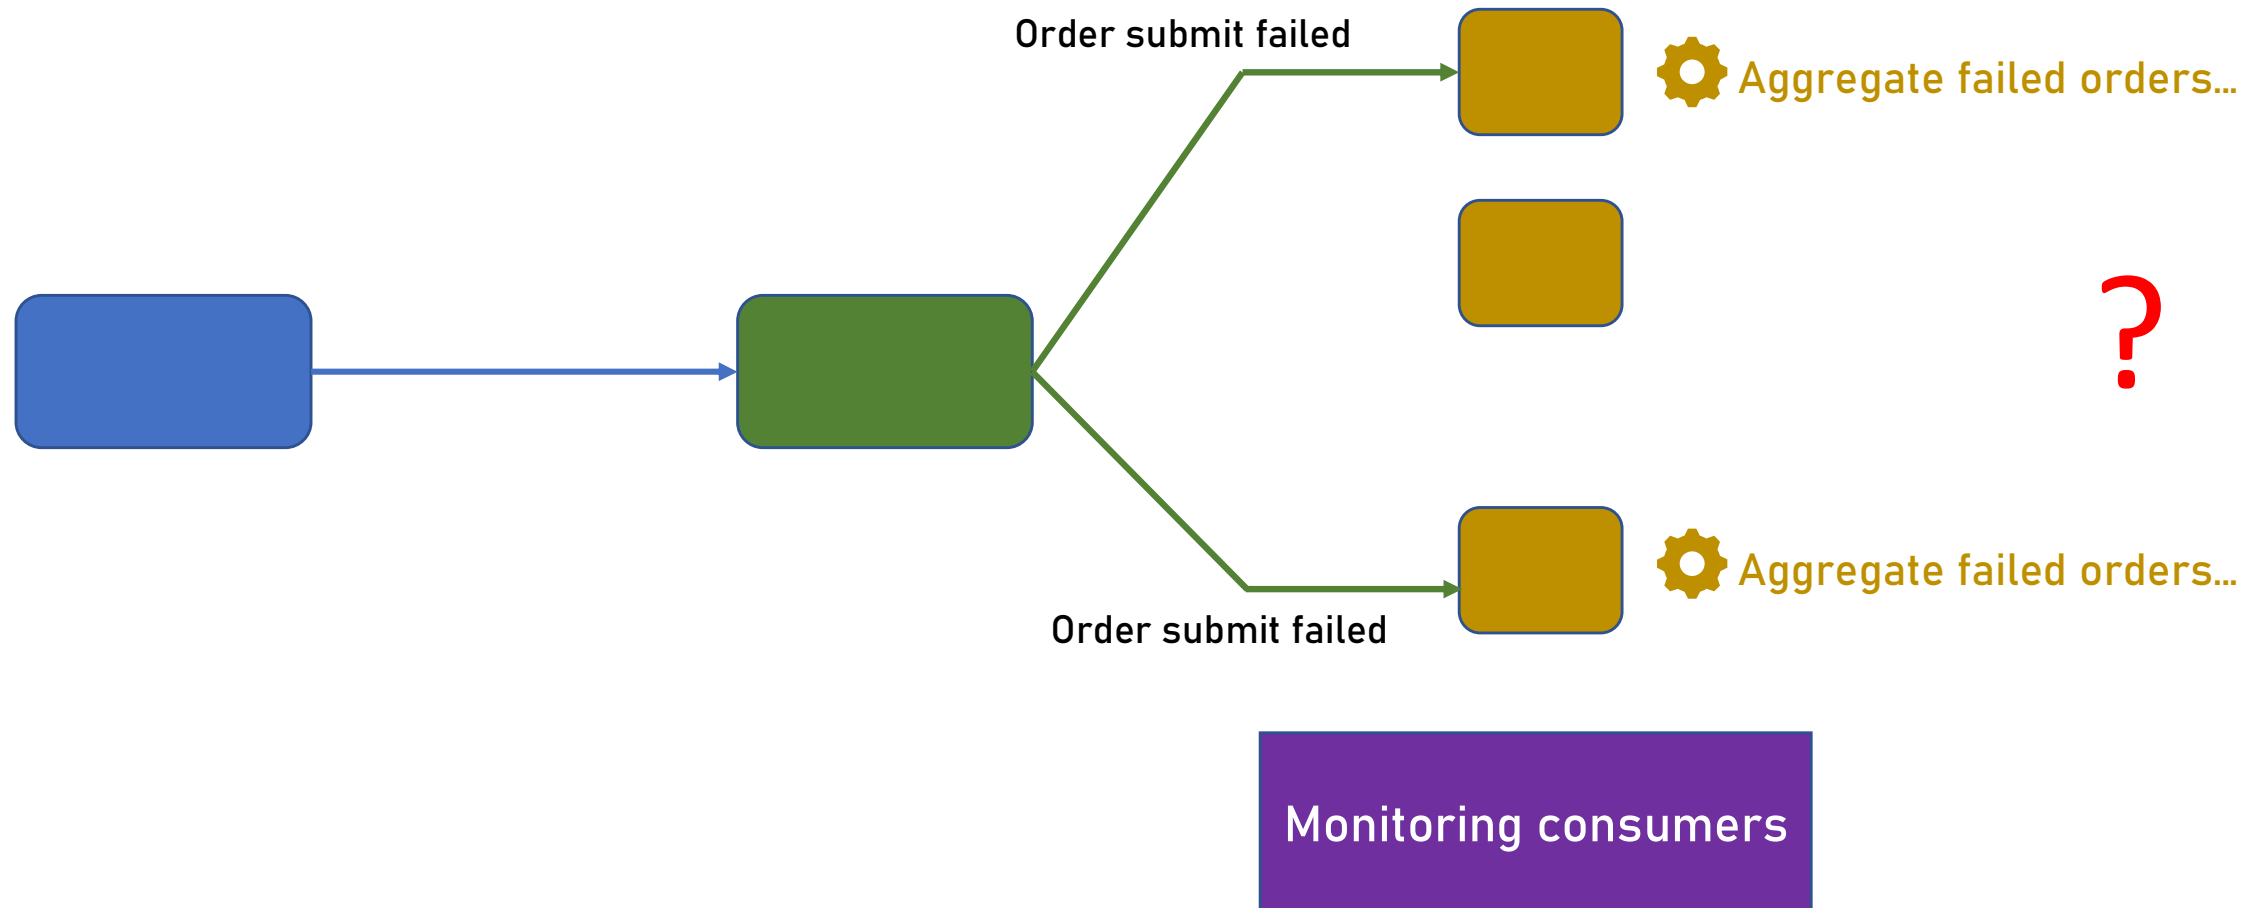 Order submit failed
Aggregate failed orders...
?
Aggregate failed orders...
Order submit failed
Monitoring consumers